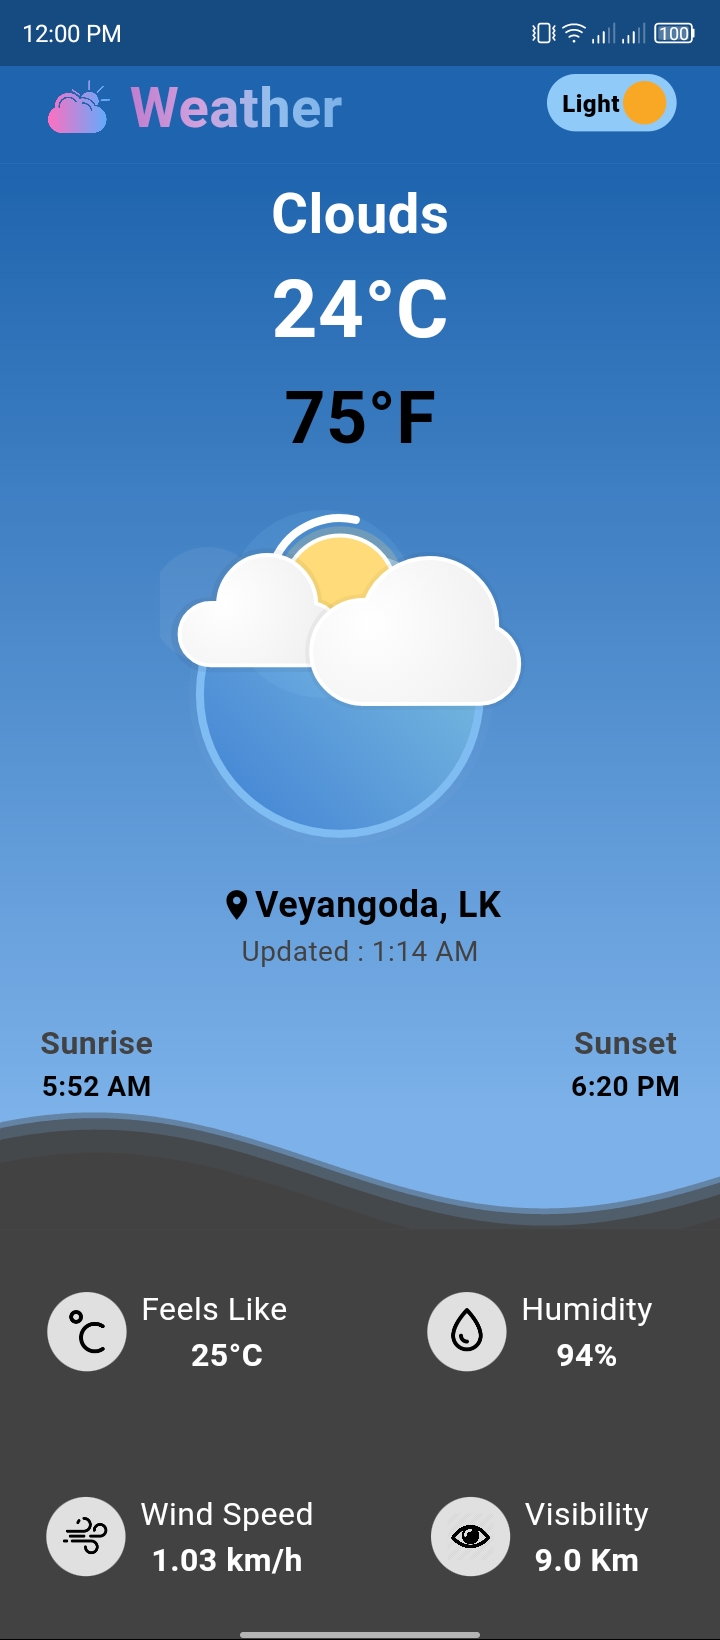 12:00 PM
100
Weather
Light
Clouds
24°C
75°F
Veyangoda, LK
Updated : 1:14 AM
Sunrise
Sunset
5:52 AM
6:20 PM
Feels Like
25°C
Humidity
94%
Wind Speed
1.03 km/h
Visibility
9.0 Km